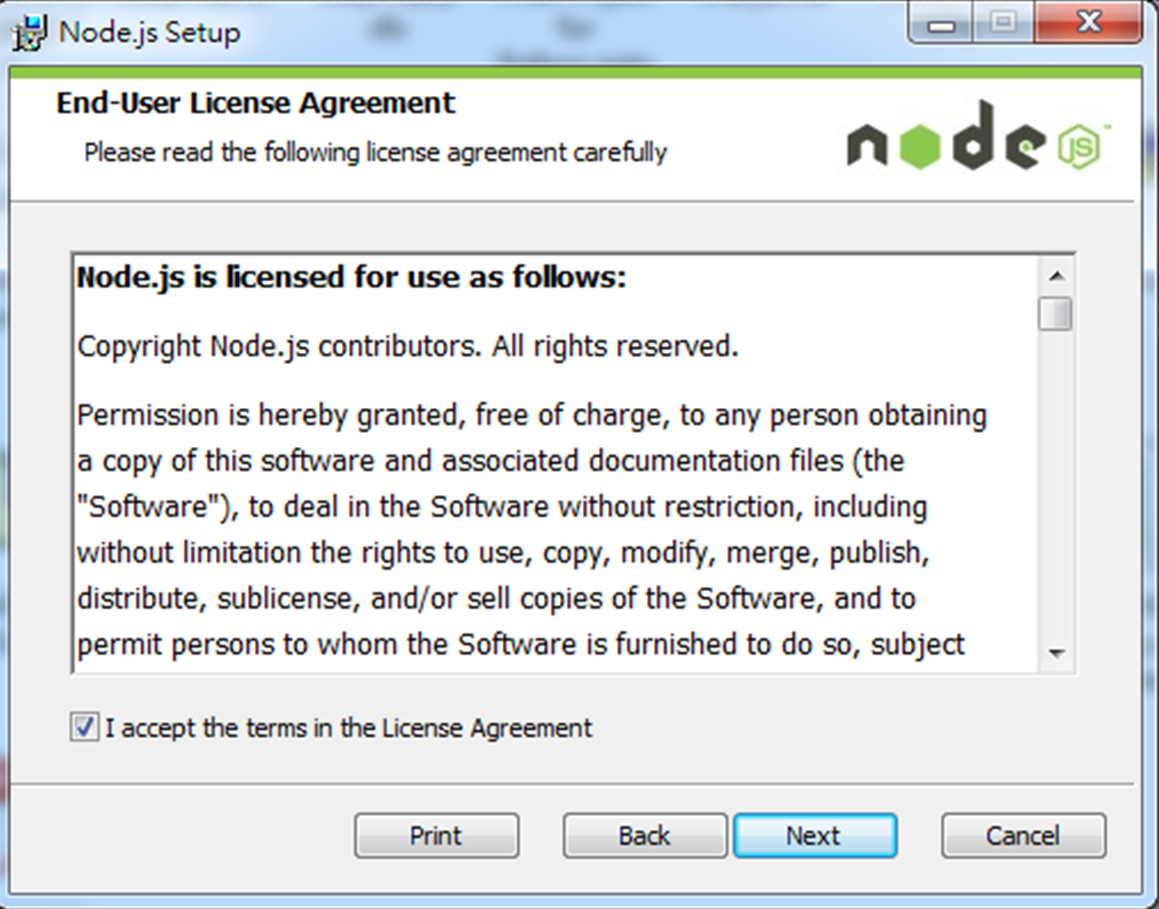 Node.js Setup
End-User License Agreement
Please read the following license agreement carefully
node JS™
Node.js is licensed for use as follows:
Copyright Node.js contributors. All rights reserved.
Permission is hereby granted, free of charge, to any person obtaining
a copy of this software and associated documentation files (the
"Software"), to deal in the Software without restriction, including
without limitation the rights to use, copy, modify, merge, publish,
distribute, sublicense, and/or sell copies of the Software, and to
permit persons to whom the Software is furnished to do so, subject
I accept the terms in the License Agreement
Print Back Next Cancel